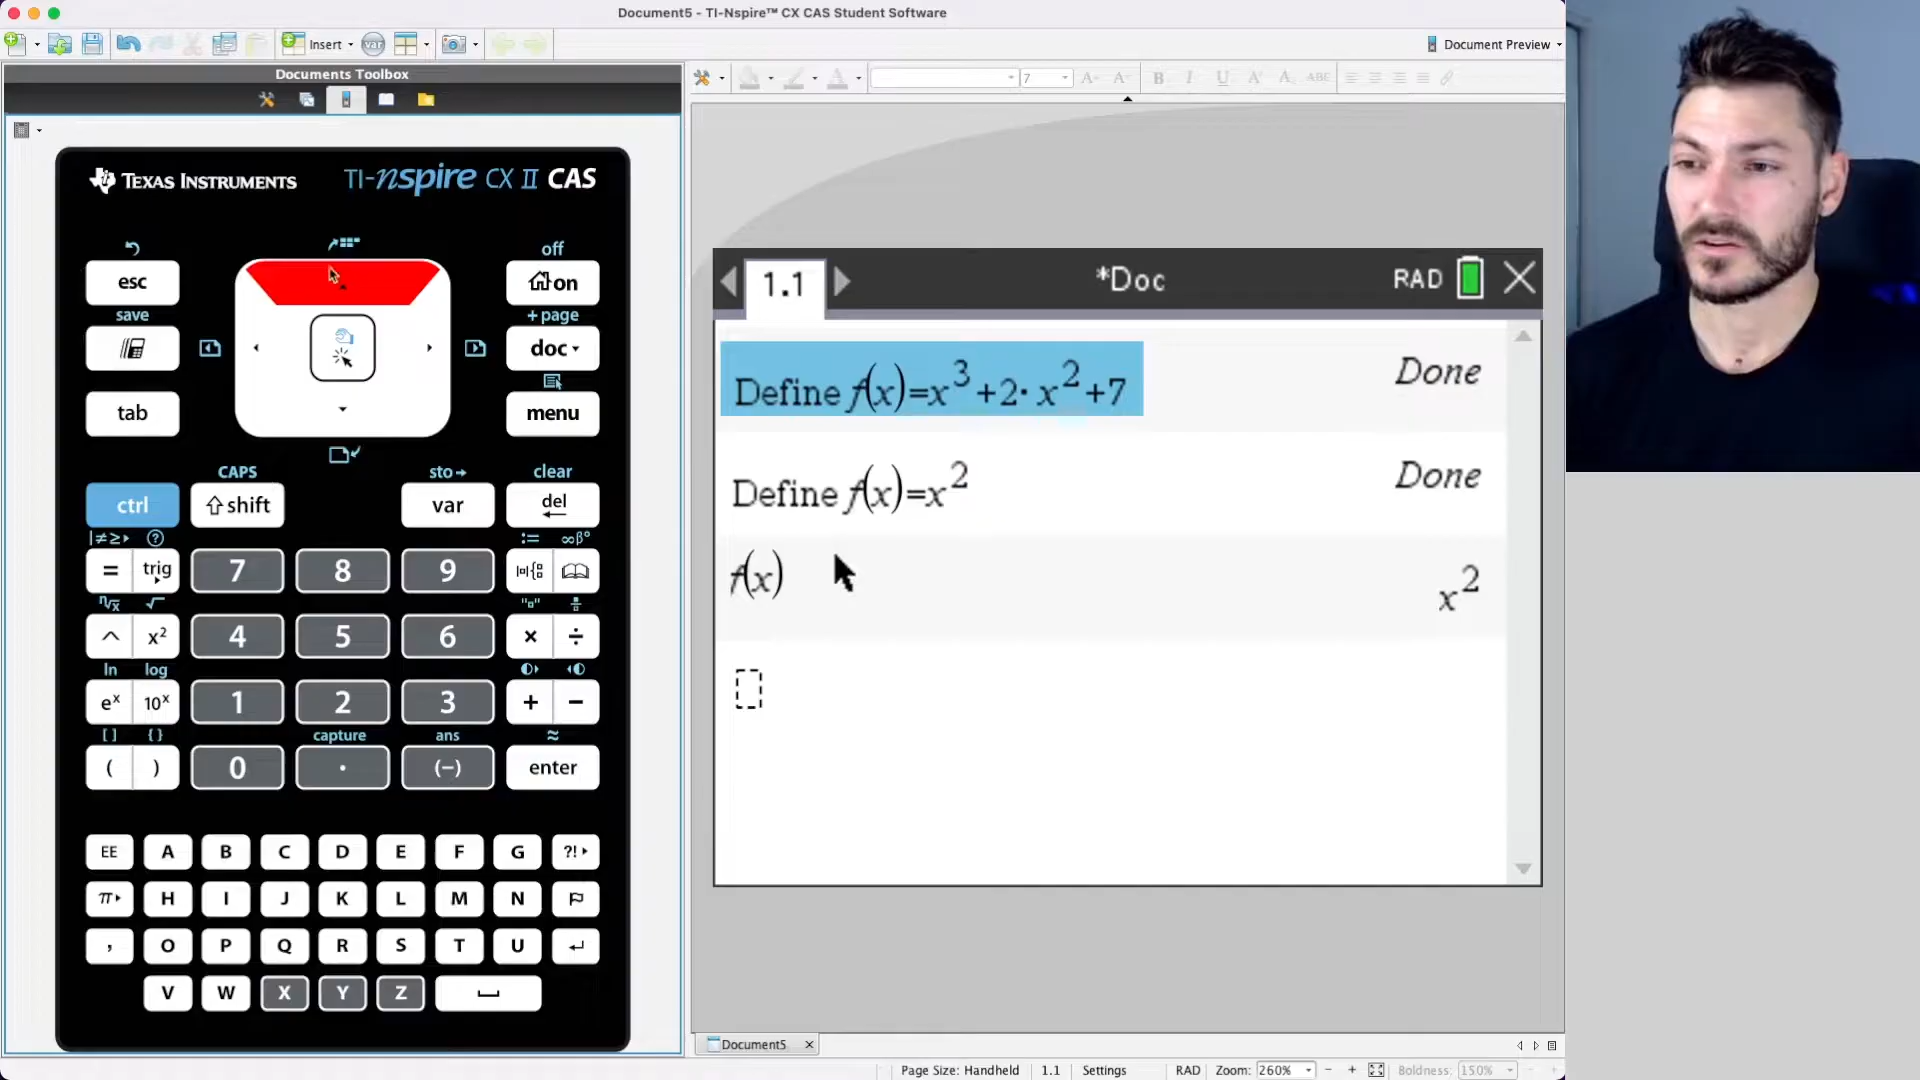 Document5 - TI-Nspire™ CX CAS Student Software
Insert
var
Document Preview
Documents Toolbox
7
A+ A-
B I U A A ABC
TEXAS INSTRUMENTS
TI-nspire CX II CAS
off
esc
on
save
+ page
doc
tab
menu
CAPS
sto→
clear
ctrl
shift
var
del
|≠≥▸ ?
:= ∞β°
= trig 7 8 9 |□|{8
ⁿ√x √ "□"
^ x² 4 5 6 × ÷
ln log
eˣ 10ˣ 1 2 3 + −
[ ] { } capture ans ≈
( ) 0 . (−) enter
EE A B C D E F G ?!▸
π▸ H I J K L M N
, O P Q R S T U ↵
V W X Y Z
1.1
*Doc
RAD
Define f(x)=x³+2·x²+7
Done
Define f(x)=x²
Done
f(x)
x²
Document5
Page Size: Handheld 1.1 Settings RAD Zoom: 260% − + Boldness: 150% − +